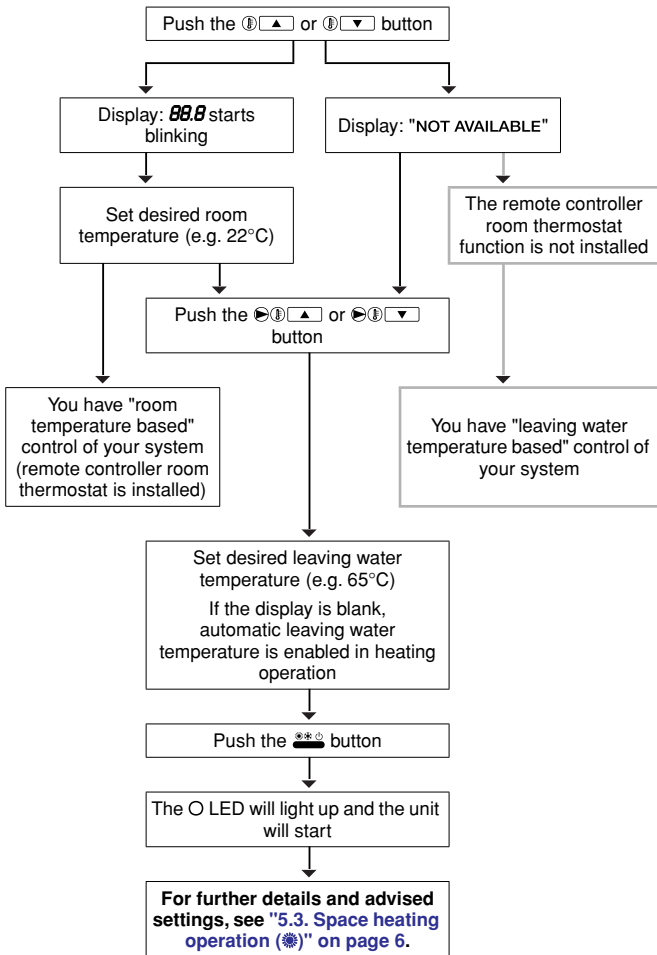 Push the ▲ or ▼ button
Display: 88.8 starts
blinking
Display: "NOT AVAILABLE"
Set desired room
temperature (e.g. 22°C)
The remote controller
room thermostat
function is not installed
Push the ▲ or ▼
button
You have "room
temperature based"
control of your system
(remote controller room
thermostat is installed)
You have "leaving water
temperature based" control of
your system
Set desired leaving water
temperature (e.g. 65°C)
If the display is blank,
automatic leaving water
temperature is enabled in heating
operation
Push the button
The LED will light up and the unit
will start
For further details and advised
settings, see "5.3. Space heating
operation (☀)" on page 6.